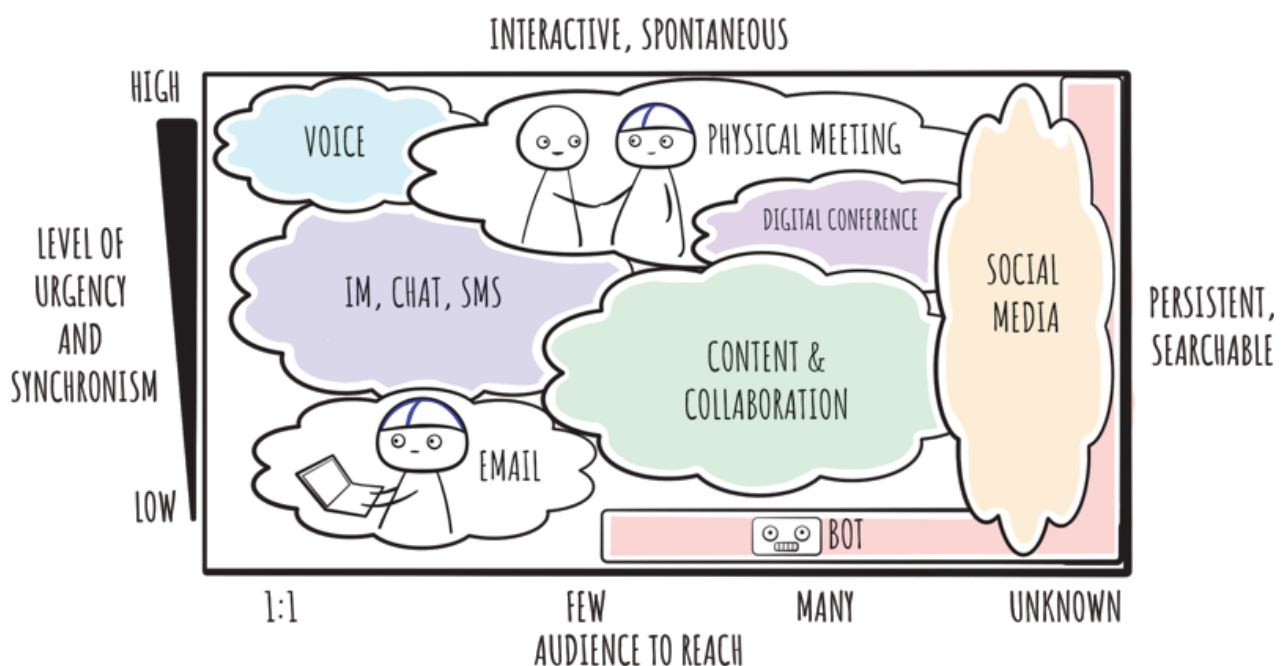 INTERACTIVE, SPONTANEOUS
HIGH
VOICE
PHYSICAL MEETING
DIGITAL CONFERENCE
LEVEL OF
URGENCY
AND
SYNCHRONISM
IM, CHAT, SMS
SOCIAL
MEDIA
PERSISTENT,
SEARCHABLE
CONTENT &
COLLABORATION
EMAIL
LOW
BOT
1:1
FEW
MANY
UNKNOWN
AUDIENCE TO REACH